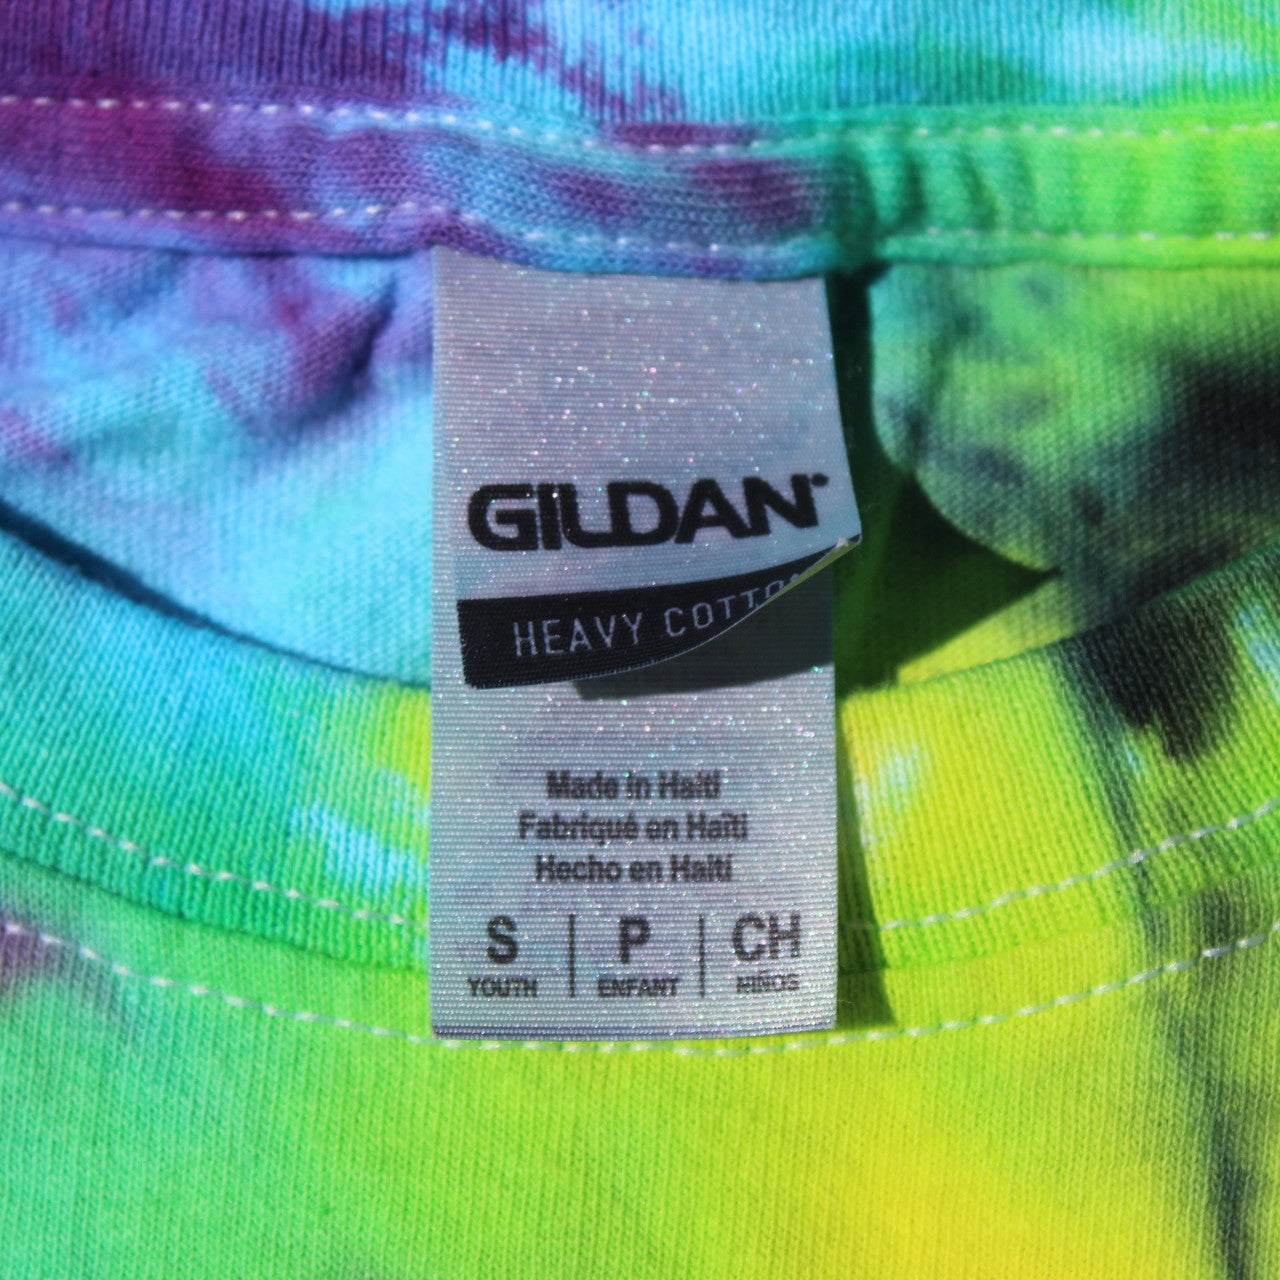 GILDAN
HEAVY COTTO
Made in Haiti
Fabriqué en Haïti
Hecho en Haití
S | P | CH
YOUTH | ENFANT | NIÑOS